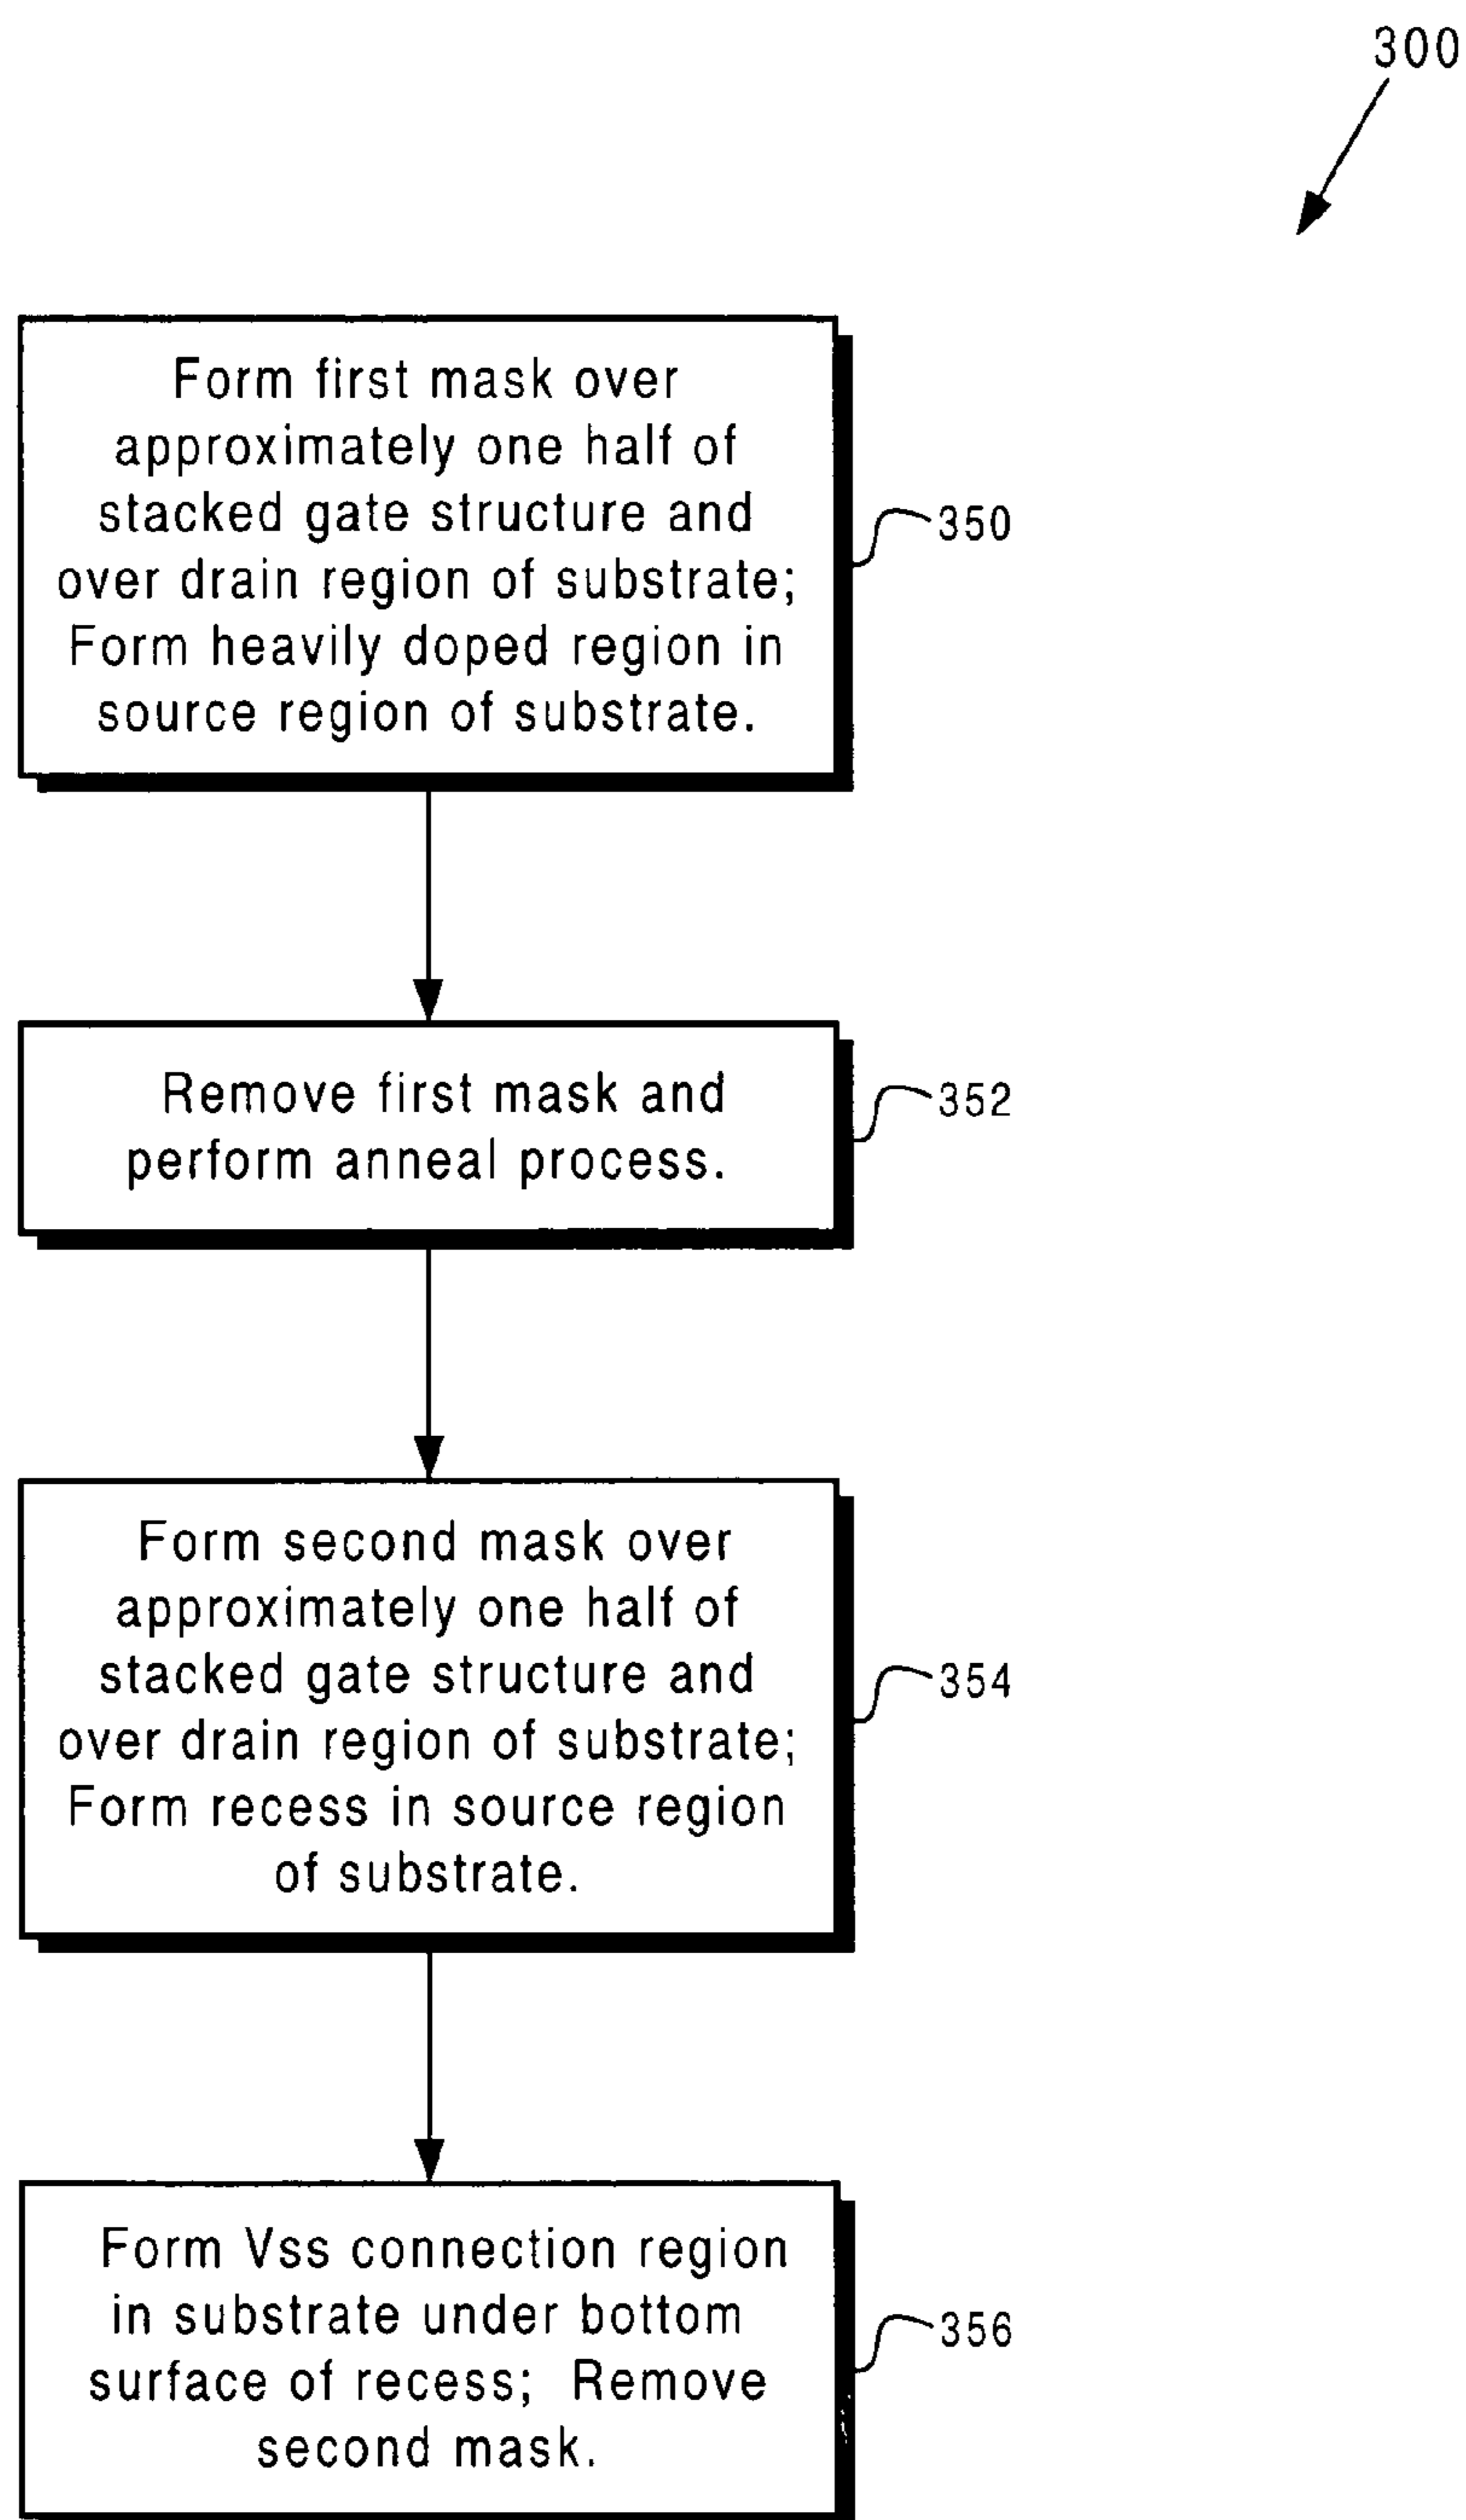 300
Form first mask over
approximately one half of
stacked gate structure and
over drain region of substrate;
Form heavily doped region in
source region of substrate.
350
Remove first mask and
perform anneal process.
352
Form second mask over
approximately one half of
stacked gate structure and
over drain region of substrate;
Form recess in source region
of substrate.
354
Form Vss connection region
in substrate under bottom
surface of recess; Remove
second mask.
356